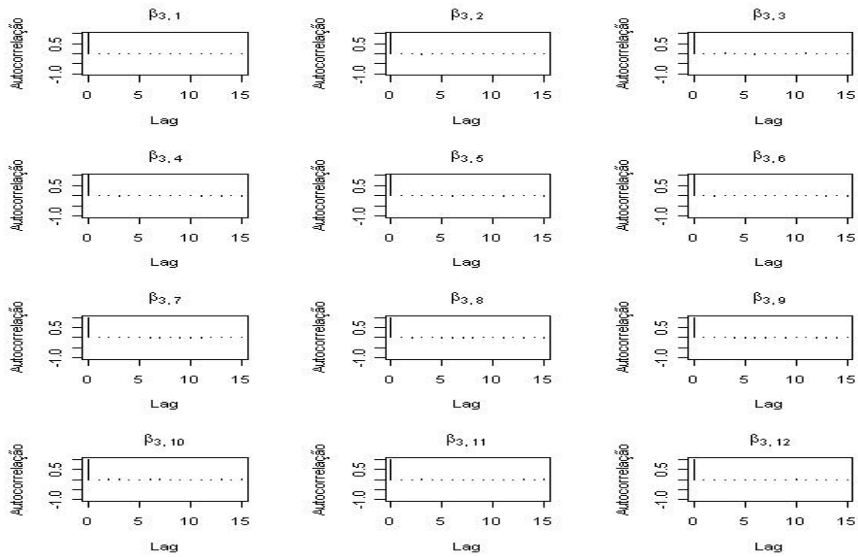 β3, 1
Autocorrelação
-1.0 0.5
0 5 10 15
Lag
β3, 2
Autocorrelação
-1.0 0.5
0 5 10 15
Lag
β3, 3
Autocorrelação
-1.0 0.5
0 5 10 15
Lag
β3, 4
Autocorrelação
-1.0 0.5
0 5 10 15
Lag
β3, 5
Autocorrelação
-1.0 0.5
0 5 10 15
Lag
β3, 6
Autocorrelação
-1.0 0.5
0 5 10 15
Lag
β3, 7
Autocorrelação
-1.0 0.5
0 5 10 15
Lag
β3, 8
Autocorrelação
-1.0 0.5
0 5 10 15
Lag
β3, 9
Autocorrelação
-1.0 0.5
0 5 10 15
Lag
β3, 10
Autocorrelação
-1.0 0.5
0 5 10 15
Lag
β3, 11
Autocorrelação
-1.0 0.5
0 5 10 15
Lag
β3, 12
Autocorrelação
-1.0 0.5
0 5 10 15
Lag